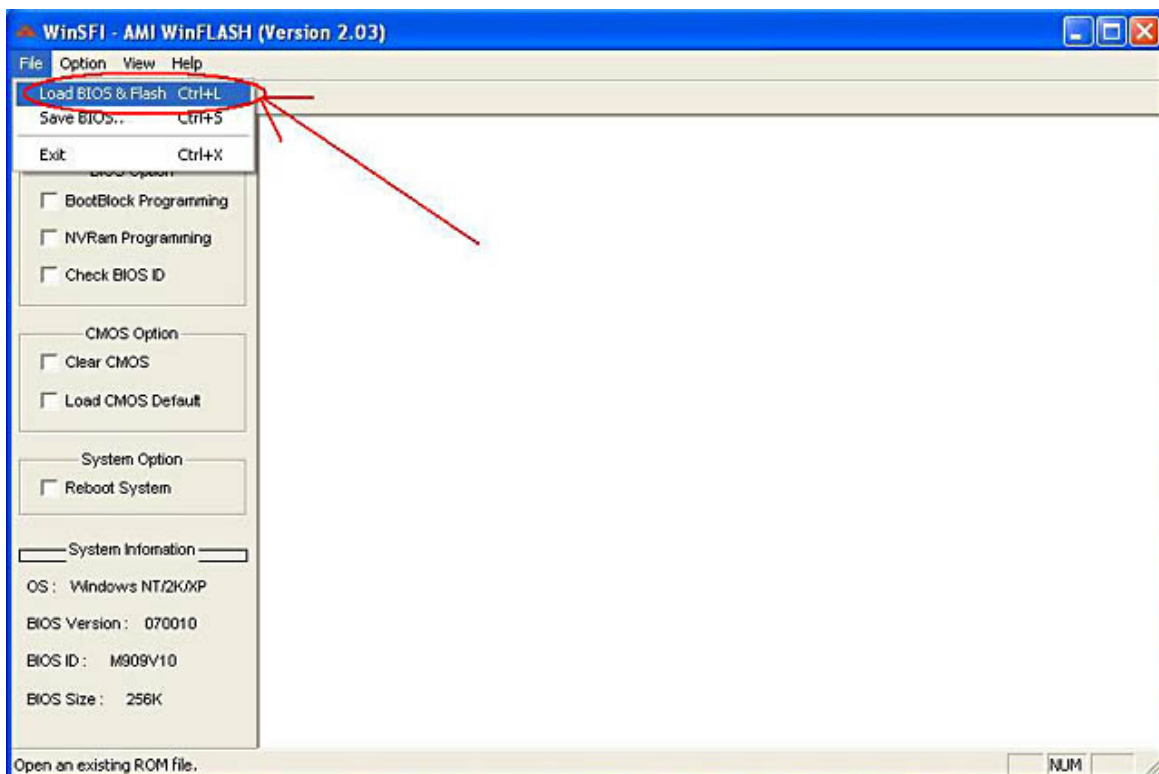 WinSFI - AMI WinFLASH (Version 2.03)
File Option View Help
Load BIOS & Flash Ctrl+L
Save BIOS.. Ctrl+S
Exit Ctrl+X
BIOS Option
BootBlock Programming
NVRam Programming
Check BIOS ID
CMOS Option
Clear CMOS
Load CMOS Default
System Option
Reboot System
System Infomation
OS : Windows NT/2K/XP
BIOS Version : 070010
BIOS ID : M909V10
BIOS Size : 256K
Open an existing ROM file.
NUM